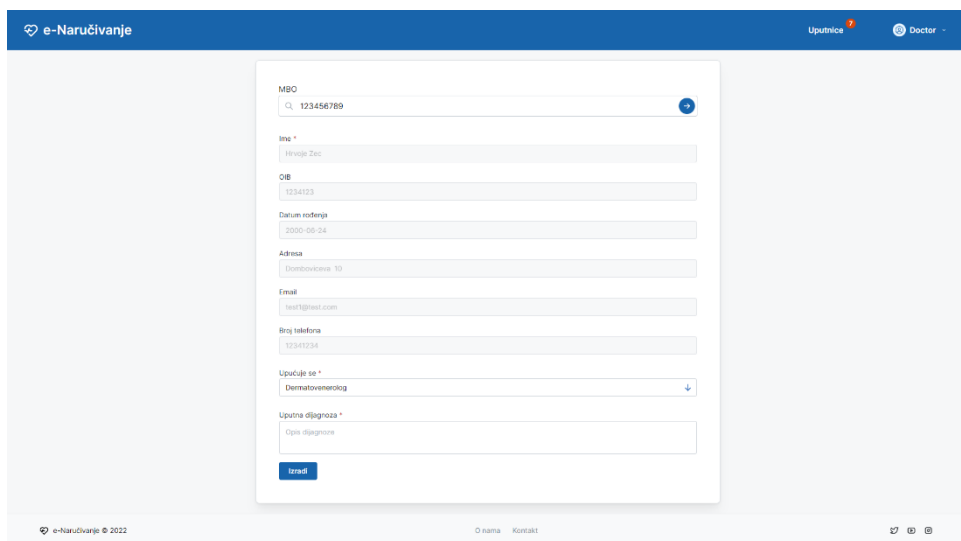 e-Naručivanje
Uputnice 7 Doctor
MBO
123456789
Ime *
Hrvoje Zec
OIB
1234123
Datum rođenja
2000-06-24
Adresa
Domboviceva 10
Email
test1@test.com
Broj telefona
12341234
Upućuje se *
Dermatovenerolog
Uputna dijagnoza *
Opis dijagnoze
Izradi
e-Naručivanje © 2022
O nama Kontakt